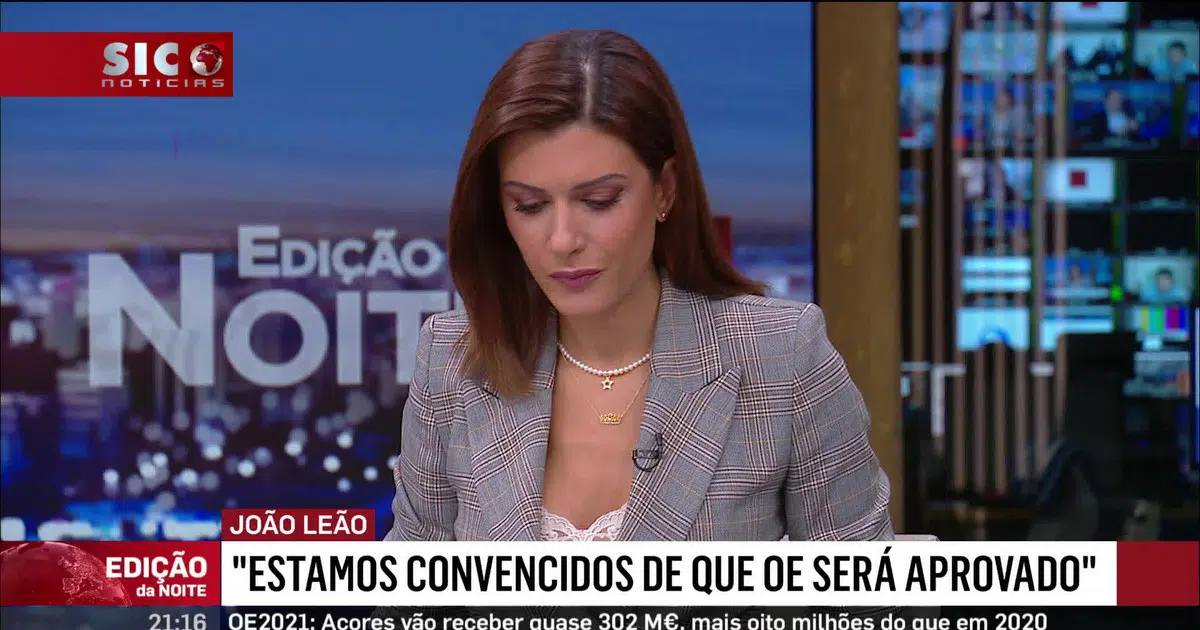 SIC
NOTÍCIAS
EDIÇÃO
NOITE
JOÃO LEÃO
EDIÇÃO
da NOITE
"ESTAMOS CONVENCIDOS DE QUE OE SERÁ APROVADO"
21:16
OE2021: Açores vão receber quase 302 M€, mais oito milhões do que em 2020